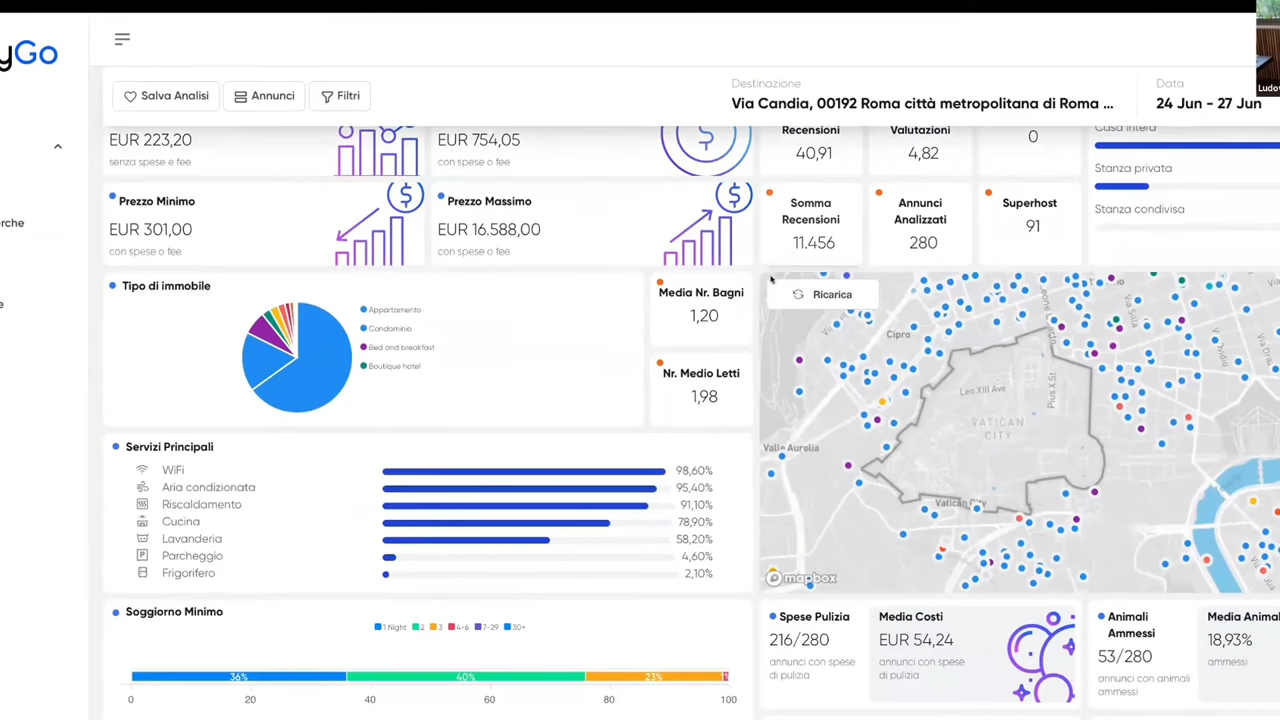 yGo
Salva Analisi
Annunci
Filtri
Destinazione
Via Candia, 00192 Roma città metropolitana di Roma ...
Data
24 Jun - 27 Jun
EUR 223,20
senza spese e fee
EUR 754,05
con spese o fee
Recensioni
40,91
Valutazioni
4,82
0
Casa intera
Stanza privata
Stanza condivisa
erche
e
Prezzo Minimo
EUR 301,00
con spese o fee
Prezzo Massimo
EUR 16.588,00
con spese o fee
Somma
Recensioni
11.456
Annunci
Analizzati
280
Superhost
91
Tipo di immobile
Appartamento
Condominio
Bed and breakfast
Boutique hotel
Media Nr. Bagni
1,20
Nr. Medio Letti
1,98
Ricarica
Cipro
Leone
Via Silla
Leo XIII Ave
Pius X St
VATICAN
CITY
Valle Aurelia
Vatican City
mapbox
Servizi Principali
WiFi 98,60%
Aria condizionata 95,40%
Riscaldamento 91,10%
Cucina 78,90%
Lavanderia 58,20%
Parcheggio 4,60%
Frigorifero 2,10%
Soggiorno Minimo
1 Night 2 3 4-6 7-29 30+
36% 40% 23%
0 20 40 60 80 100
Spese Pulizia
216/280
annunci con spese
di pulizia
Media Costi
EUR 54,24
annunci con spese
di pulizia
Animali
Ammessi
53/280
annunci con animali
ammessi
Media Animal
18,93%
ammessi
Ludov